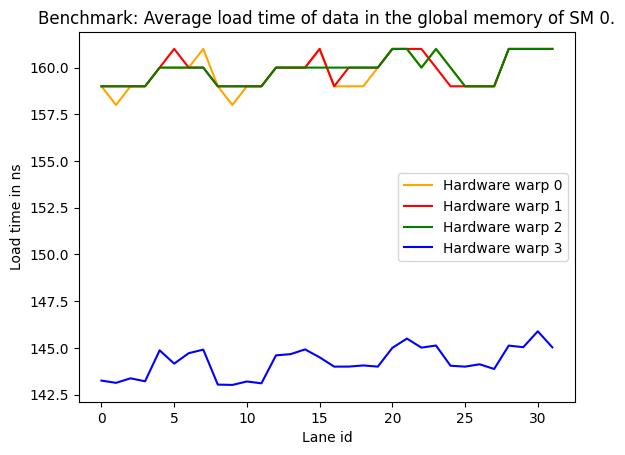 Benchmark: Average load time of data in the global memory of SM 0.
Load time in ns
160.0
157.5
155.0
152.5
150.0
147.5
145.0
142.5
Hardware warp 0
Hardware warp 1
Hardware warp 2
Hardware warp 3
0 5 10 15 20 25 30
Lane id